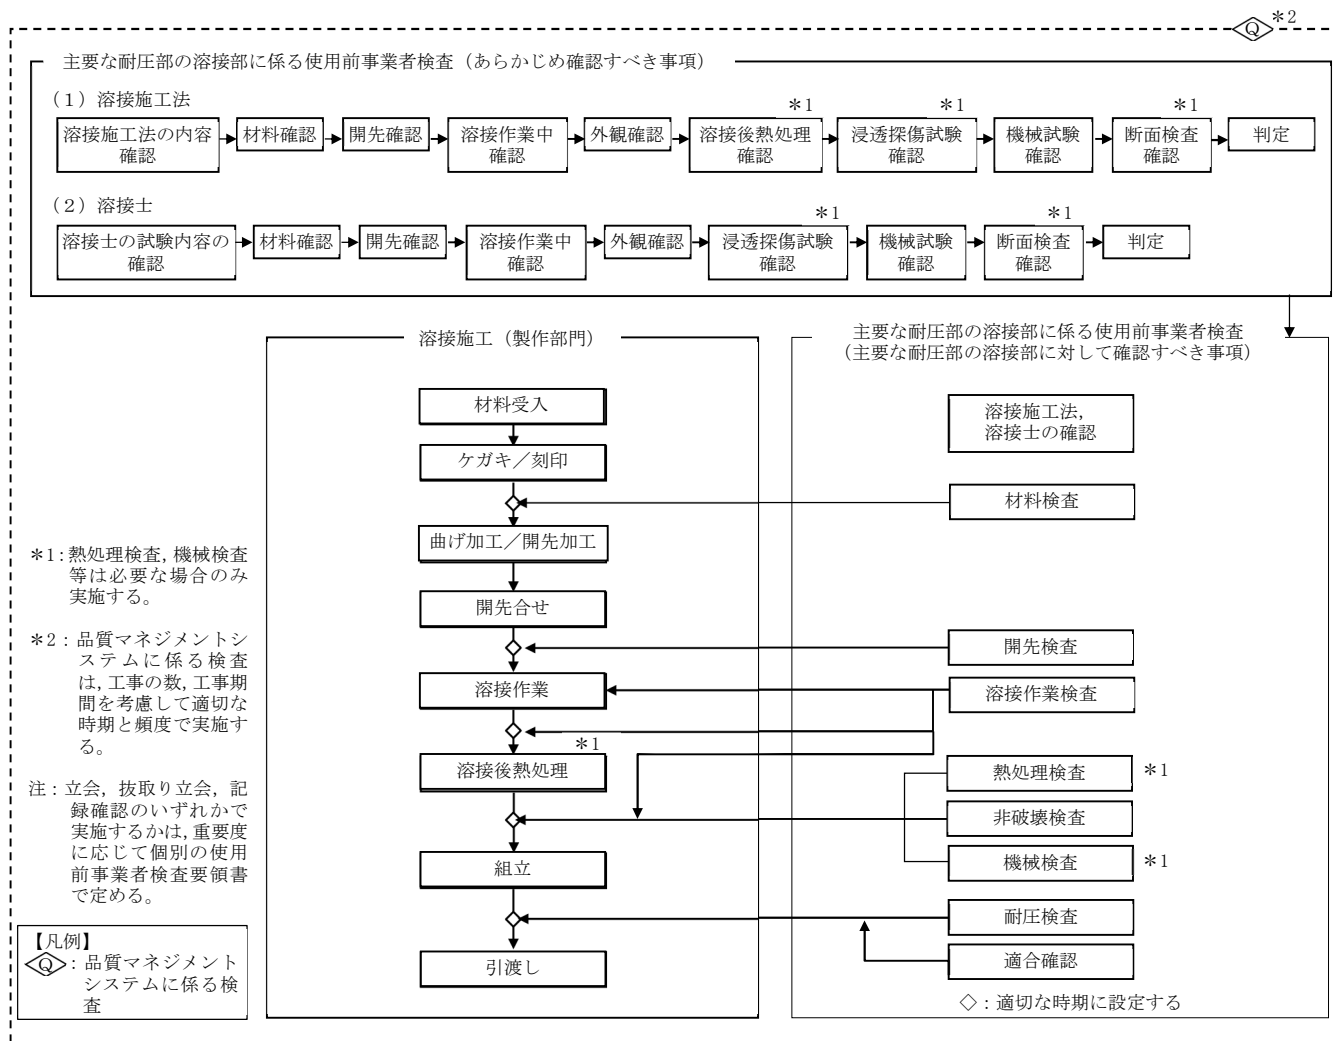 Q
＊2
主要な耐圧部の溶接部に係る使用前事業者検査（あらかじめ確認すべき事項）
（１）溶接施工法
＊1
＊1
＊1
溶接施工法の内容
確認
材料確認
開先確認
溶接作業中
確認
外観確認
溶接後熱処理
確認
浸透探傷試験
確認
機械試験
確認
断面検査
確認
判定
（２）溶接士
＊1
＊1
溶接士の試験内容の
確認
材料確認
開先確認
溶接作業中
確認
外観確認
浸透探傷試験
確認
機械試験
確認
断面検査
確認
判定
溶接施工（製作部門）
材料受入
ケガキ／刻印
曲げ加工／開先加工
開先合せ
溶接作業
＊1
溶接後熱処理
組立
引渡し
主要な耐圧部の溶接部に係る使用前事業者検査
（主要な耐圧部の溶接部に対して確認すべき事項）
溶接施工法，
溶接士の確認
材料検査
開先検査
溶接作業検査
熱処理検査
＊1
非破壊検査
機械検査
＊1
耐圧検査
適合確認
◇：適切な時期に設定する
＊1：熱処理検査，機械検査
等は必要な場合のみ
実施する。
＊2：品質マネジメントシ
ステムに係る検査
は，工事の数，工事期
間を考慮して適切な
時期と頻度で実施す
る。
注：立会，抜取り立会，記
録確認のいずれかで
実施するかは，重要度
に応じて個別の使用
前事業者検査要領書
で定める。
【凡例】
Q：品質マネジメント
システムに係る検
査